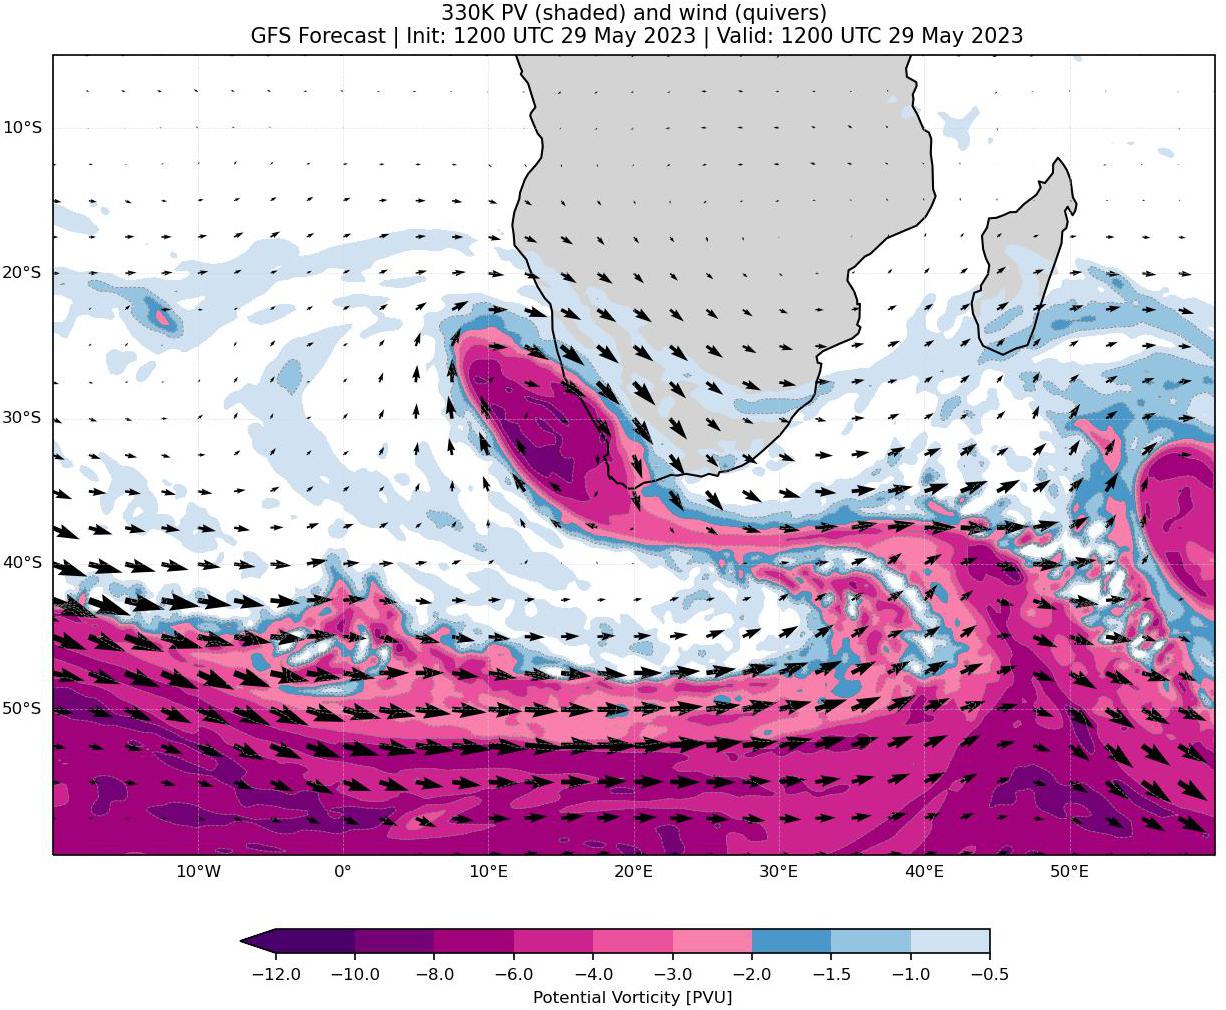 330K PV (shaded) and wind (quivers)
GFS Forecast | Init: 1200 UTC 29 May 2023 | Valid: 1200 UTC 29 May 2023
10°S
20°S
30°S
40°S
50°S
10°W 0° 10°E 20°E 30°E 40°E 50°E
−12.0 −10.0 −8.0 −6.0 −4.0 −3.0 −2.0 −1.5 −1.0 −0.5
Potential Vorticity [PVU]